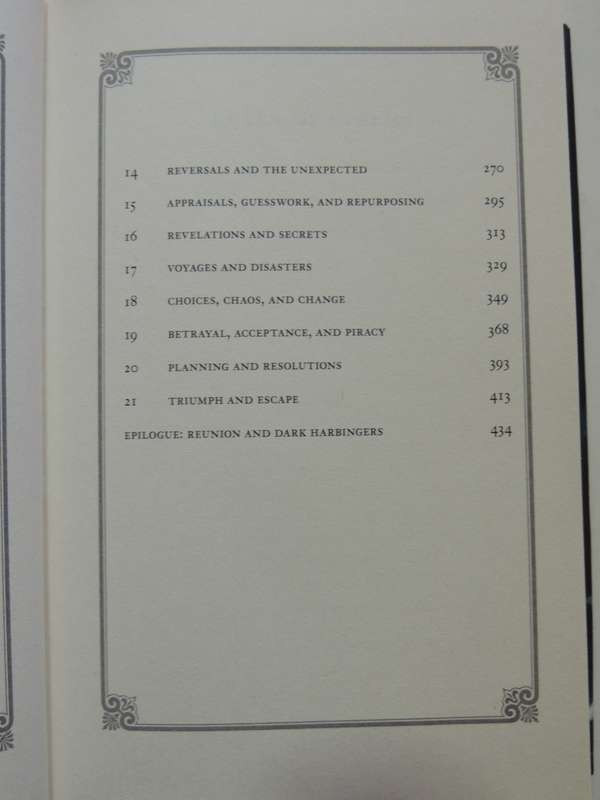 14 REVERSALS AND THE UNEXPECTED 270
15 APPRAISALS, GUESSWORK, AND REPURPOSING 295
16 REVELATIONS AND SECRETS 313
17 VOYAGES AND DISASTERS 329
18 CHOICES, CHAOS, AND CHANGE 349
19 BETRAYAL, ACCEPTANCE, AND PIRACY 368
20 PLANNING AND RESOLUTIONS 393
21 TRIUMPH AND ESCAPE 413
EPILOGUE: REUNION AND DARK HARBINGERS 434